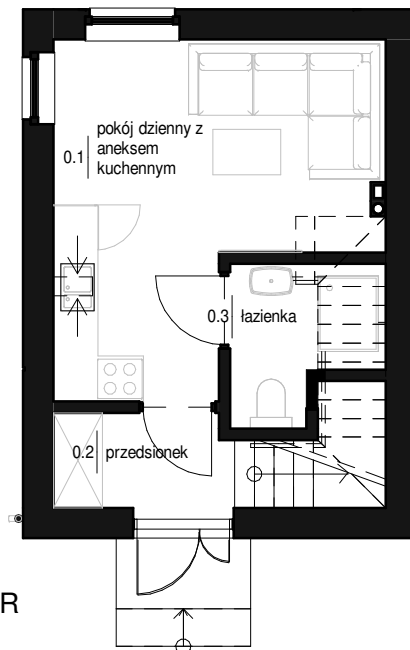 pokój dzienny z
0.1 aneksem
kuchennym
0.3 łazienka
0.2 przedsionek
R